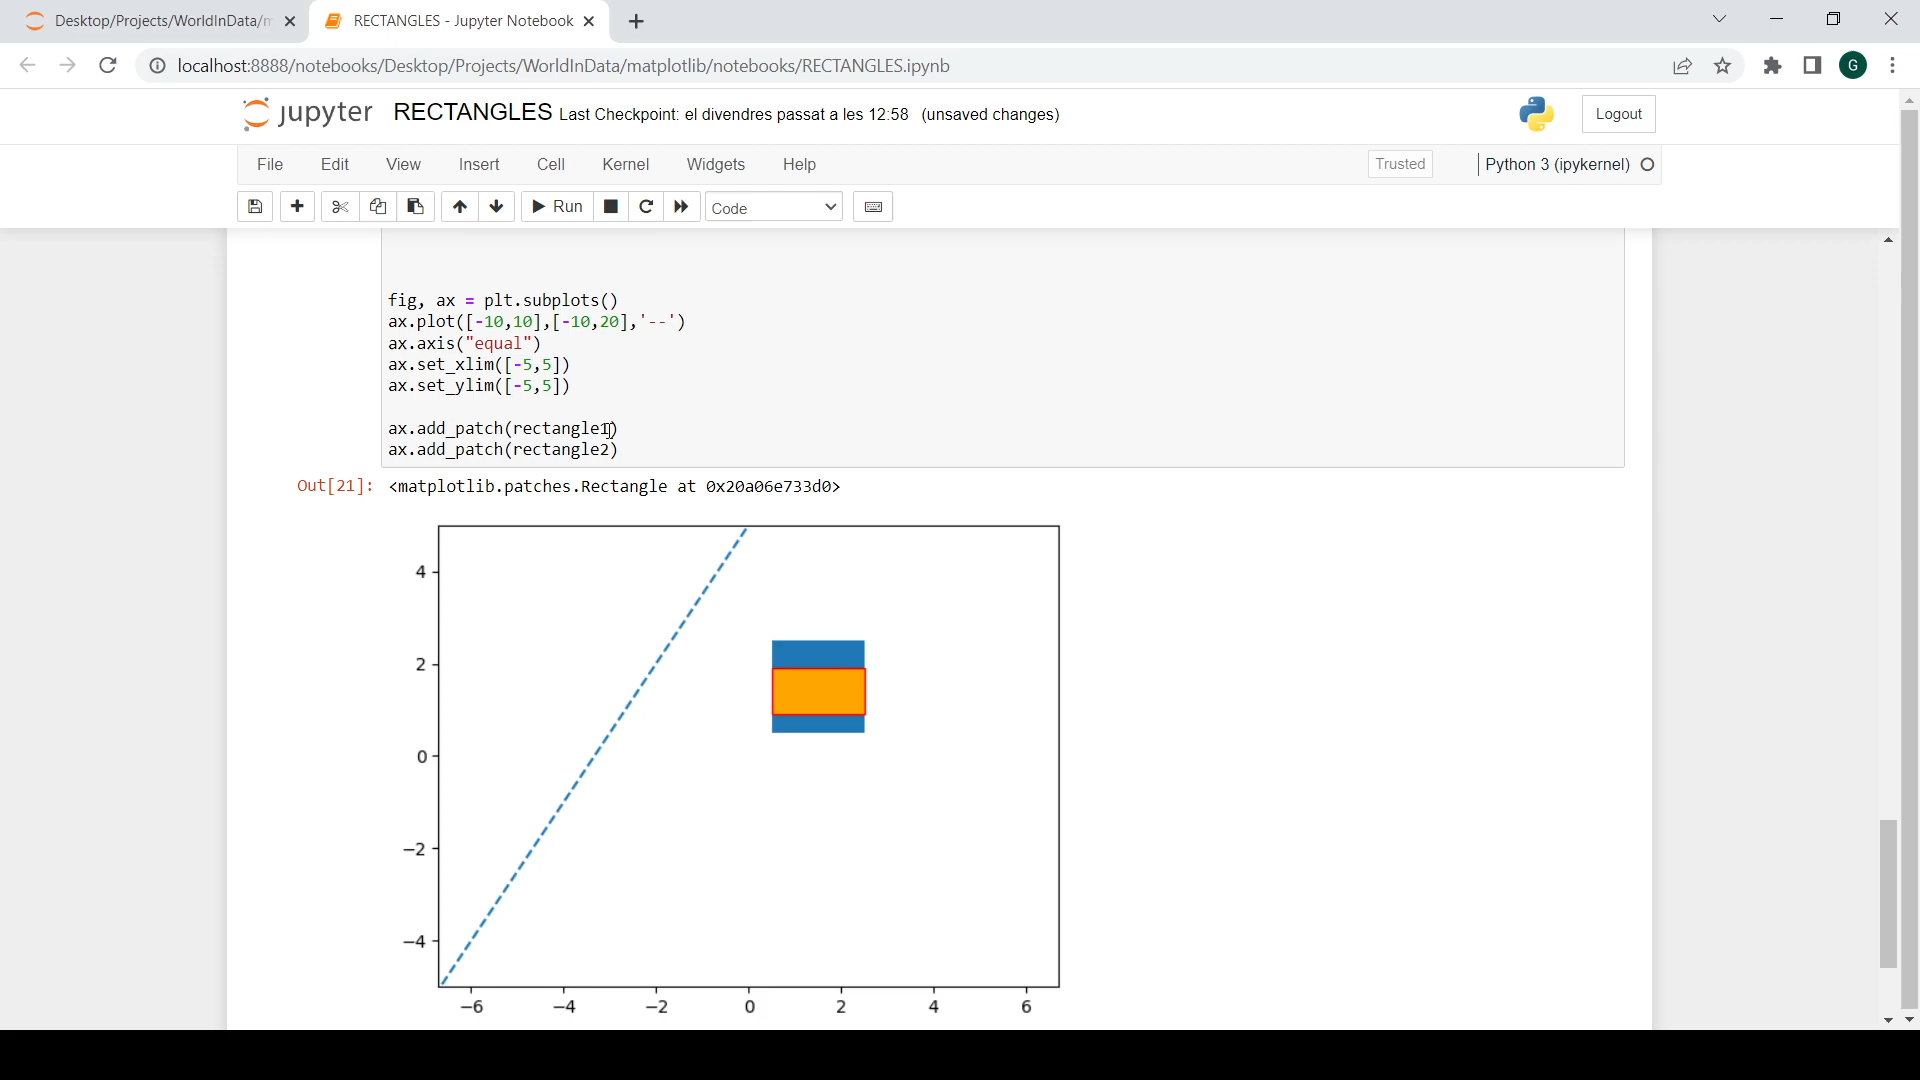 Desktop/Projects/WorldInData/m
RECTANGLES - Jupyter Notebook
localhost:8888/notebooks/Desktop/Projects/WorldInData/matplotlib/notebooks/RECTANGLES.ipynb
G
jupyter RECTANGLES Last Checkpoint: el divendres passat a les 12:58 (unsaved changes)
Logout
File Edit View Insert Cell Kernel Widgets Help
Trusted
Python 3 (ipykernel)
Run
Code
fig, ax = plt.subplots()
ax.plot([-10,10],[-10,20],'--')
ax.axis("equal")
ax.set_xlim([-5,5])
ax.set_ylim([-5,5])
ax.add_patch(rectangle1)
ax.add_patch(rectangle2)
Out[21]: <matplotlib.patches.Rectangle at 0x20a06e733d0>
4
2
0
−2
−4
−6 −4 −2 0 2 4 6